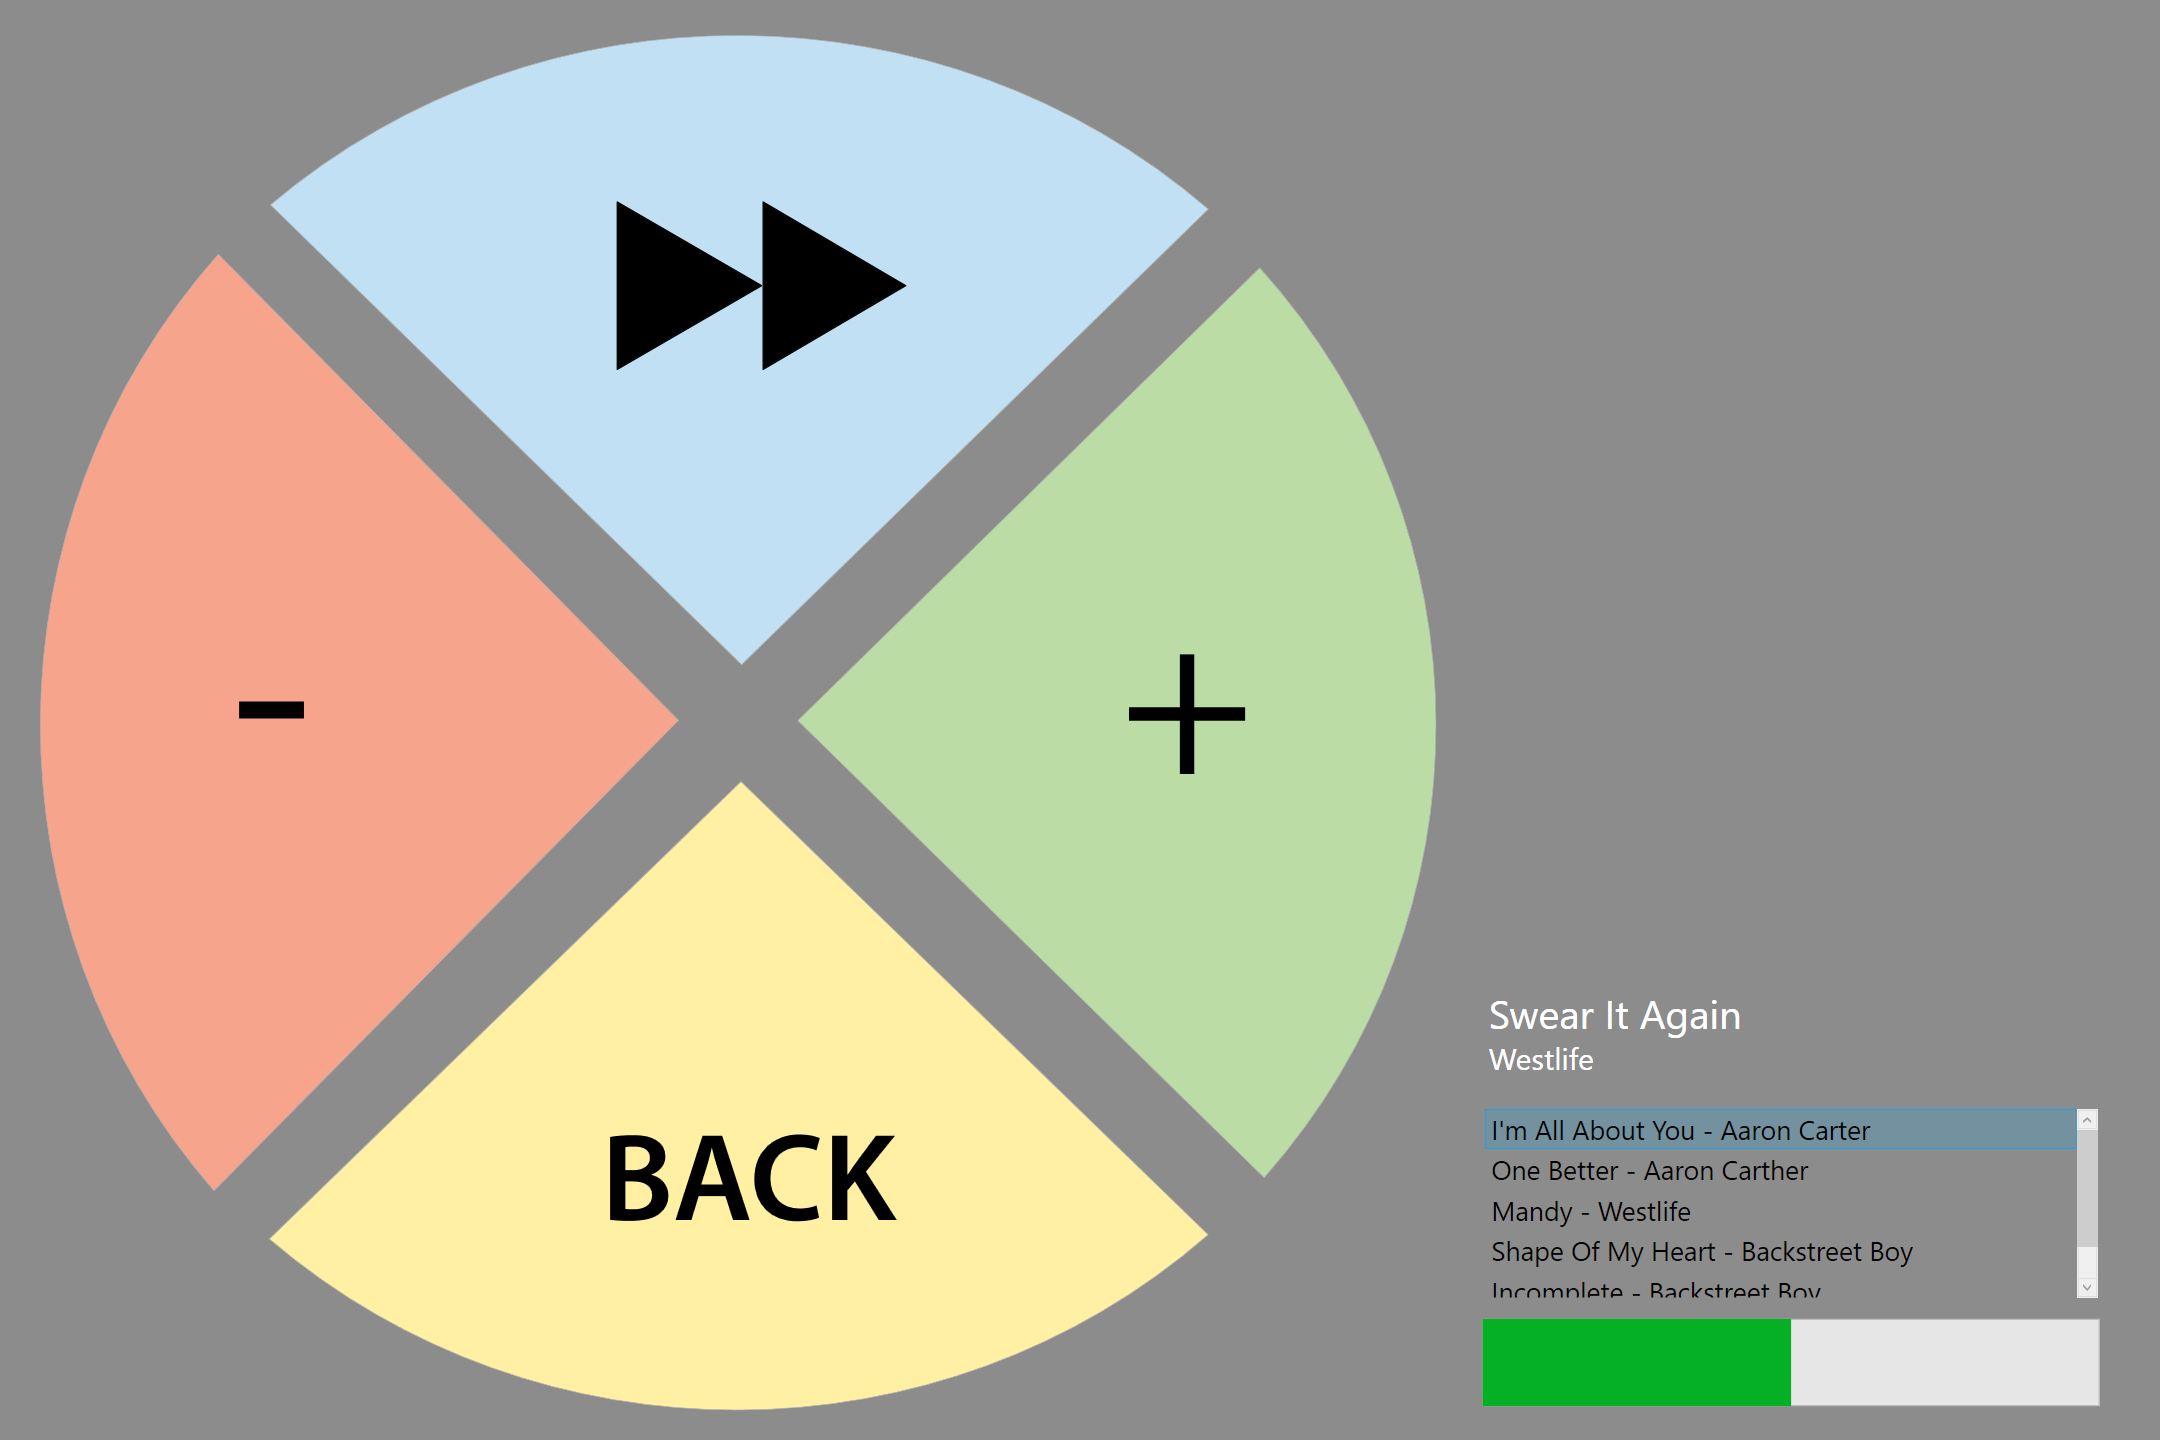 -
+
BACK
Swear It Again
Westlife
I'm All About You - Aaron Carter
One Better - Aaron Carther
Mandy - Westlife
Shape Of My Heart - Backstreet Boy
Incomplete - Backstreet Boy